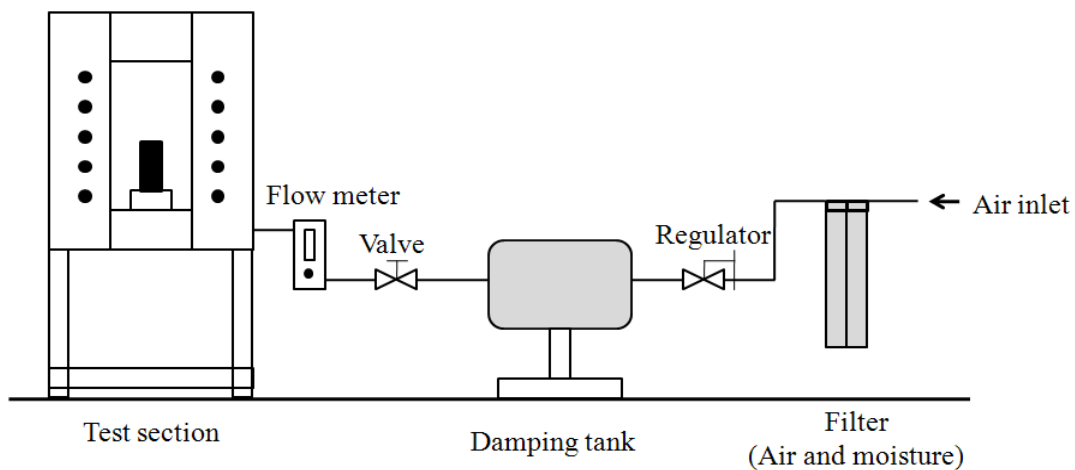 Flow meter
Valve
Regulator
Air inlet
Test section
Damping tank
Filter
(Air and moisture)